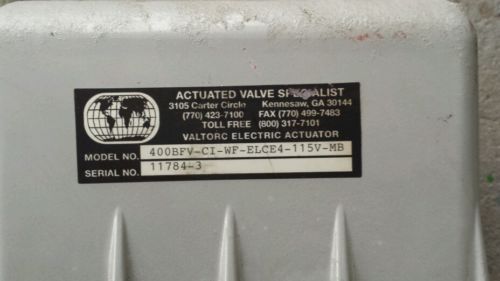 ACTUATED VALVE SPECIALIST
3105 Carter Circle Kennesaw, GA 30144
(770) 423-7100 FAX (770) 499-7483
TOLL FREE (800) 317-7101
VALTORC ELECTRIC ACTUATOR
MODEL NO. 400BFV-CI-WF-ELCE4-115V-MB
SERIAL NO. 11784-3